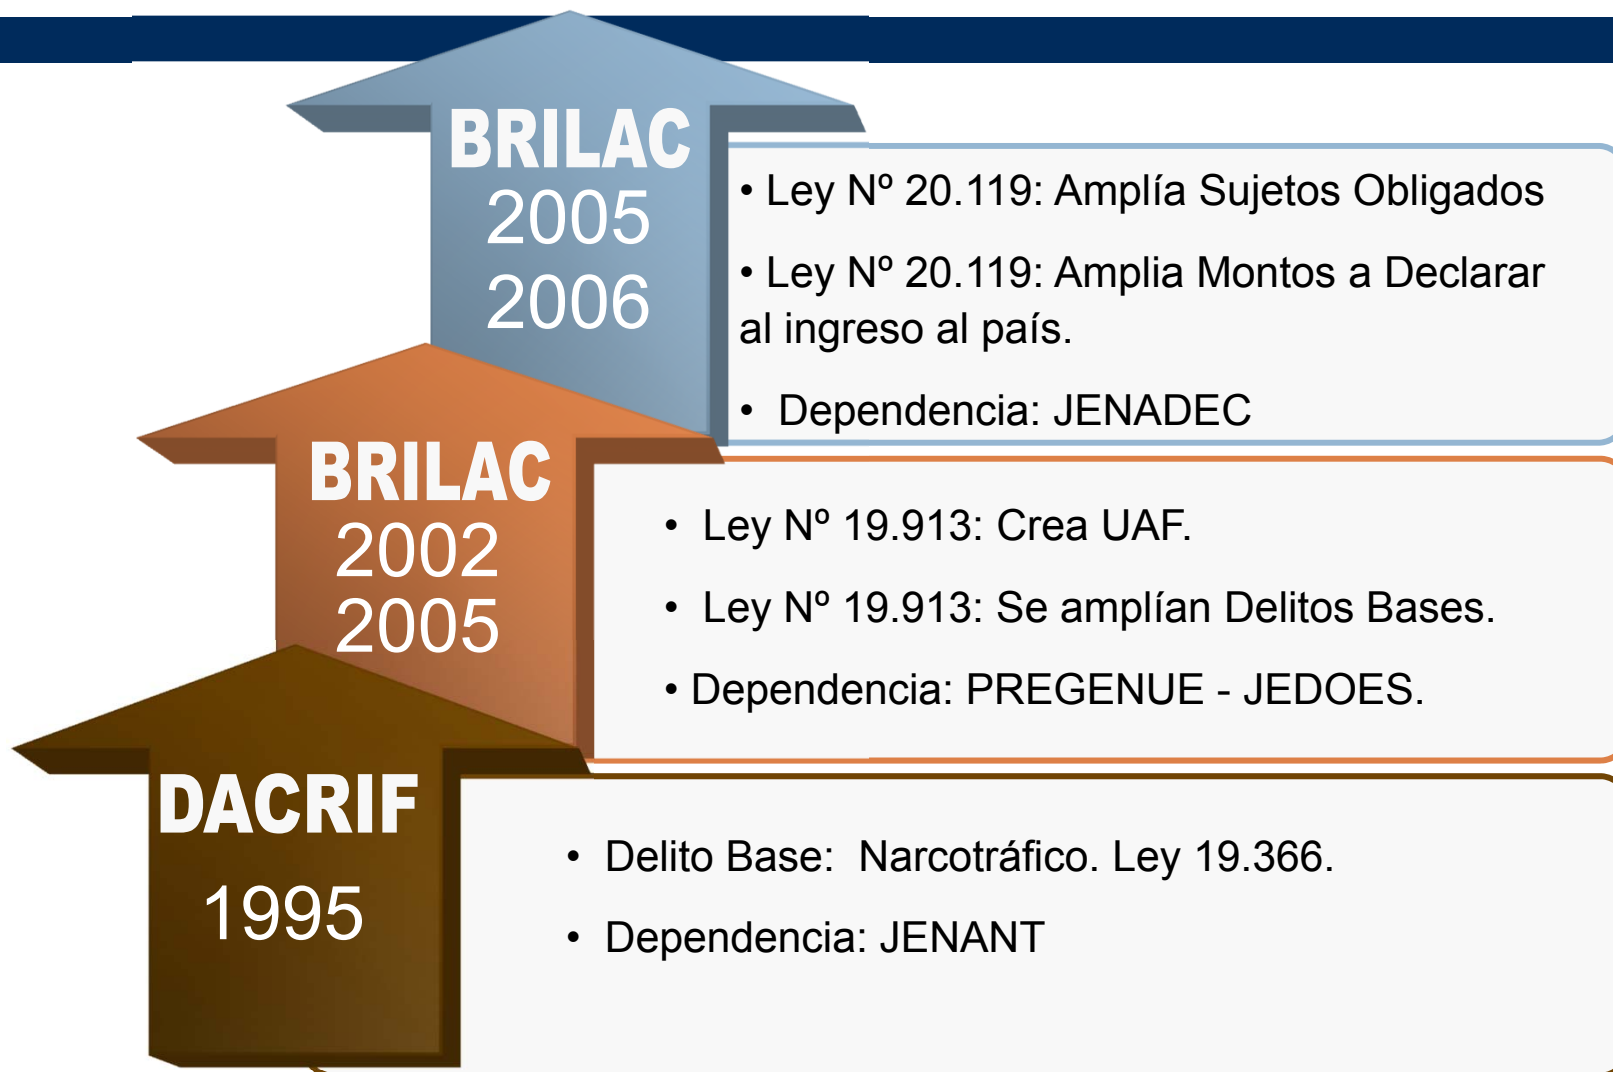 BRILAC
2005
2006
• Ley Nº 20.119: Amplía Sujetos Obligados
• Ley Nº 20.119: Amplia Montos a Declarar
al ingreso al país.
• Dependencia: JENADEC
BRILAC
2002
2005
• Ley Nº 19.913: Crea UAF.
• Ley Nº 19.913: Se amplían Delitos Bases.
• Dependencia: PREGENUE - JEDOES.
DACRIF
1995
• Delito Base: Narcotráfico. Ley 19.366.
• Dependencia: JENANT